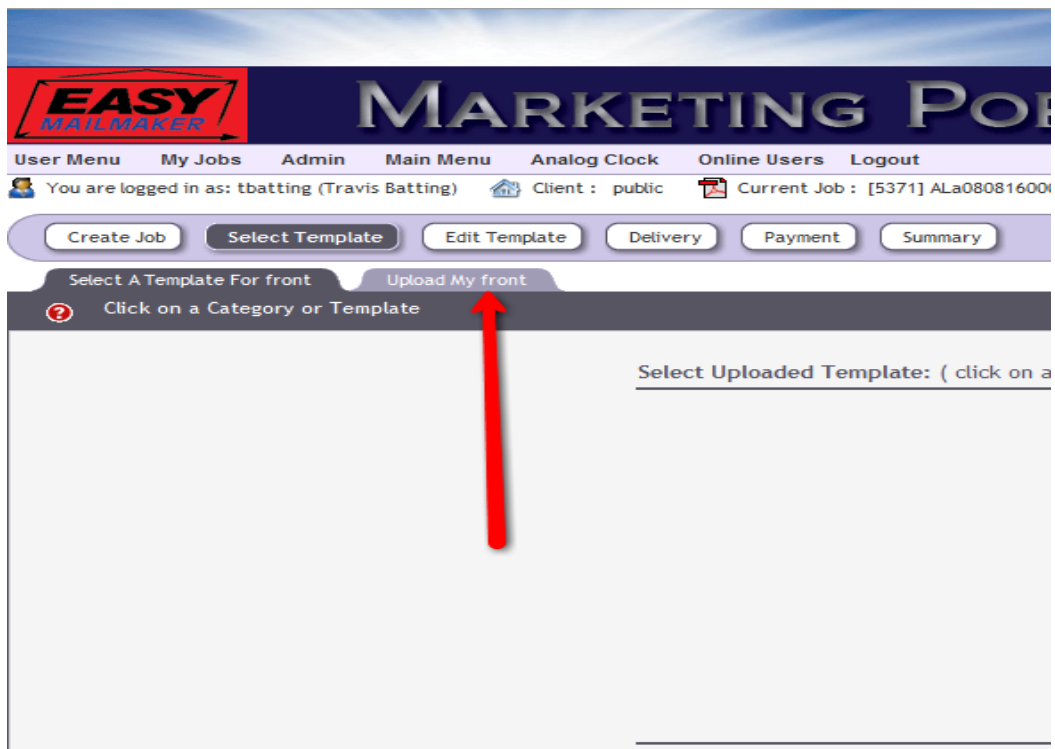 EASY
MAILMAKER
MARKETING
User Menu My Jobs Admin Main Menu Analog Clock Online Users Logout
You are logged in as: tbatting (Travis Batting) Client : public Current Job : [5371] ALa08081600
Create Job Select Template Edit Template Delivery Payment Summary
Select A Template For front Upload My front
? Click on a Category or Template
Select Uploaded Template: ( click on a